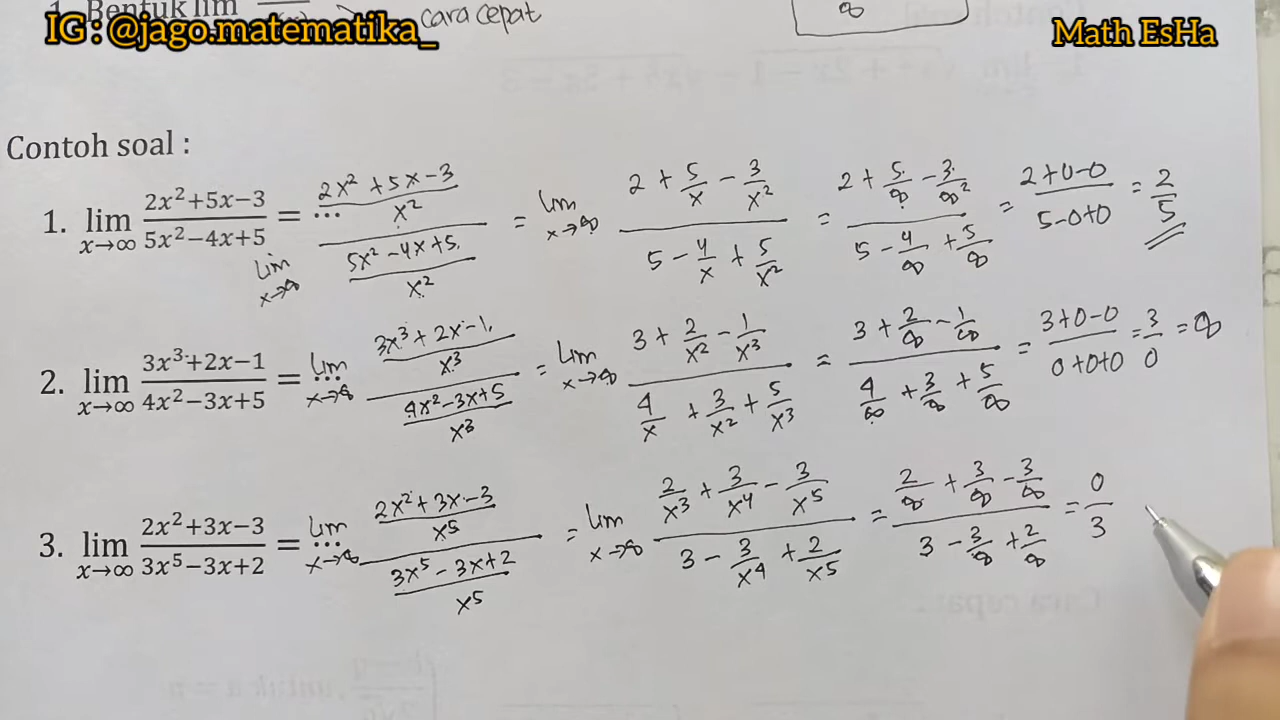 1. Bentuk lim
cara cepat
∞
IG : @jago.matematika_
Math EsHa
Contoh soal :
1. lim x→∞ (2x²+5x−3)/(5x²−4x+5) = ... lim x→∞ ((2x²+5x−3)/x²)/((5x²−4x+5)/x²) = lim x→∞ (2 + 5/x − 3/x²)/(5 − 4/x + 5/x²) = (2 + 5/∞ − 3/∞²)/(5 − 4/∞ + 5/∞) = (2+0−0)/(5−0+0) = 2/5
2. lim x→∞ (3x³+2x−1)/(4x²−3x+5) = ... lim x→∞ ((3x³+2x−1)/x³)/((4x²−3x+5)/x³) = lim x→∞ (3 + 2/x² − 1/x³)/(4/x + 3/x² + 5/x³) = (3 + 2/∞ − 1/∞)/(4/∞ + 3/∞ + 5/∞) = (3+0−0)/(0+0+0) = 3/0 = ∞
3. lim x→∞ (2x²+3x−3)/(3x⁵−3x+2) = ... lim x→∞ ((2x²+3x−3)/x⁵)/((3x⁵−3x+2)/x⁵) = lim x→∞ (2/x³ + 3/x⁴ − 3/x⁵)/(3 − 3/x⁴ + 2/x⁵) = (2/∞ + 3/∞ − 3/∞)/(3 − 3/∞ + 2/∞) = 0/3